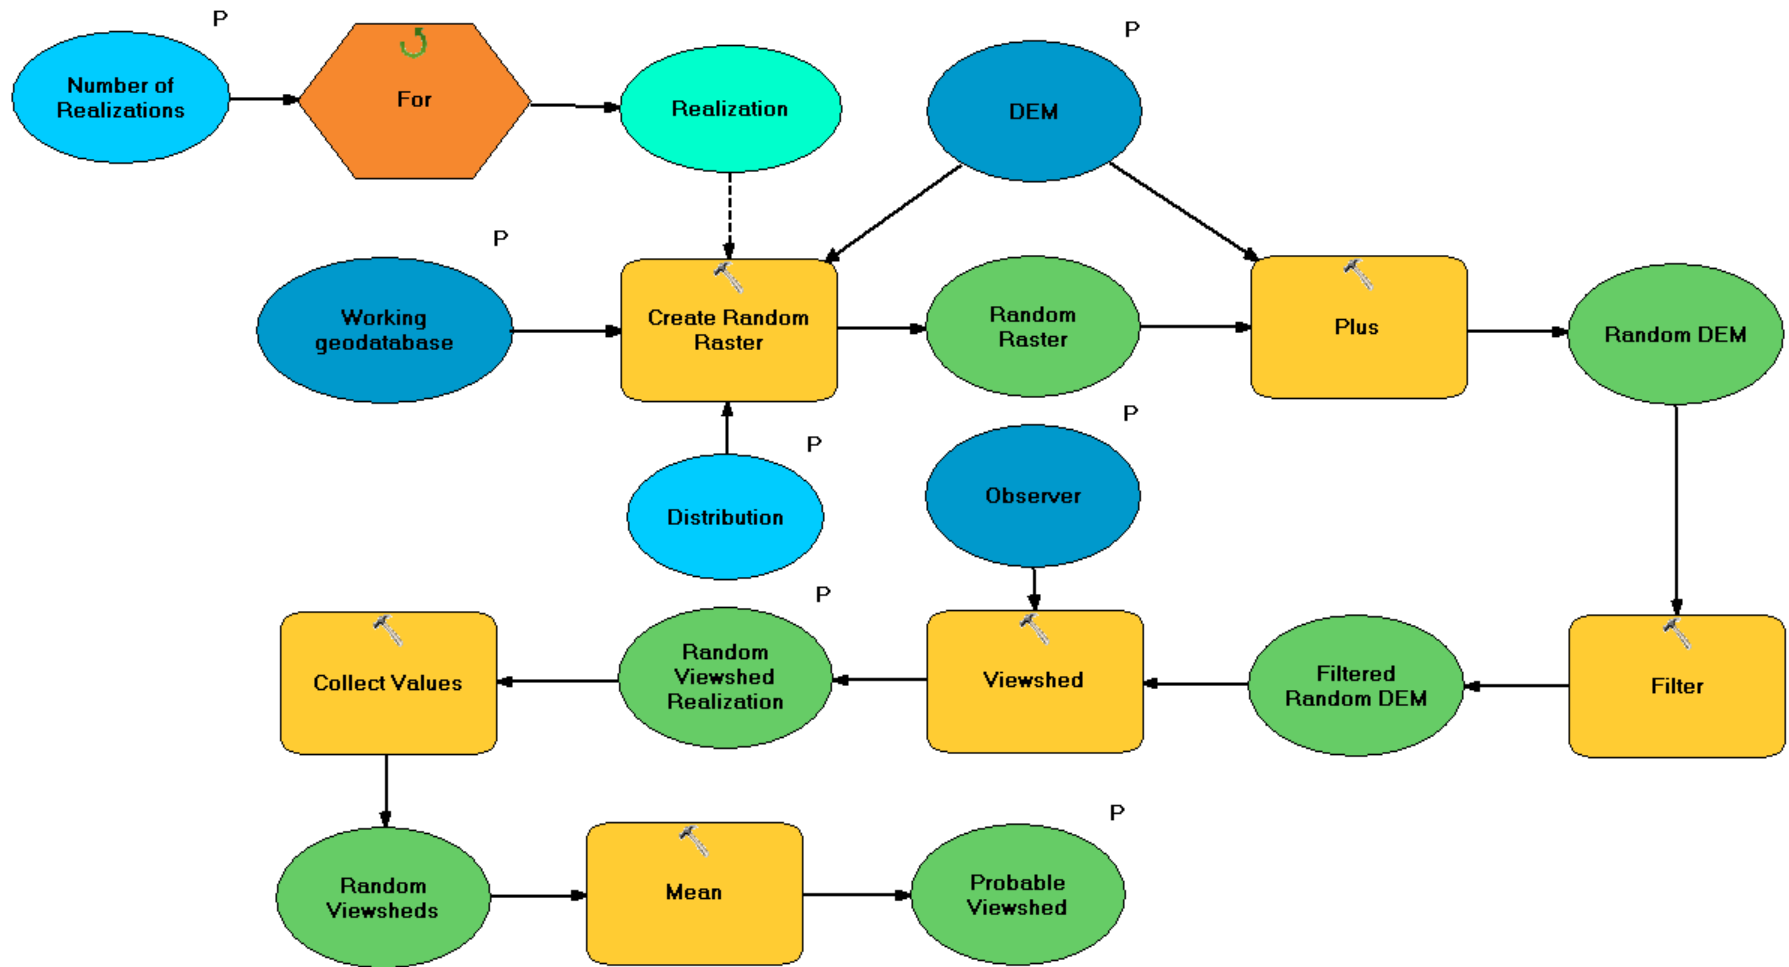 P
Number of
Realizations
For
Realization
P
DEM
P
Working
geodatabase
Create Random
Raster
Random
Raster
Plus
Random DEM
P
Distribution
P
Observer
Collect Values
P
Random
Viewshed
Realization
Viewshed
Filtered
Random DEM
Filter
Random
Viewsheds
Mean
P
Probable
Viewshed